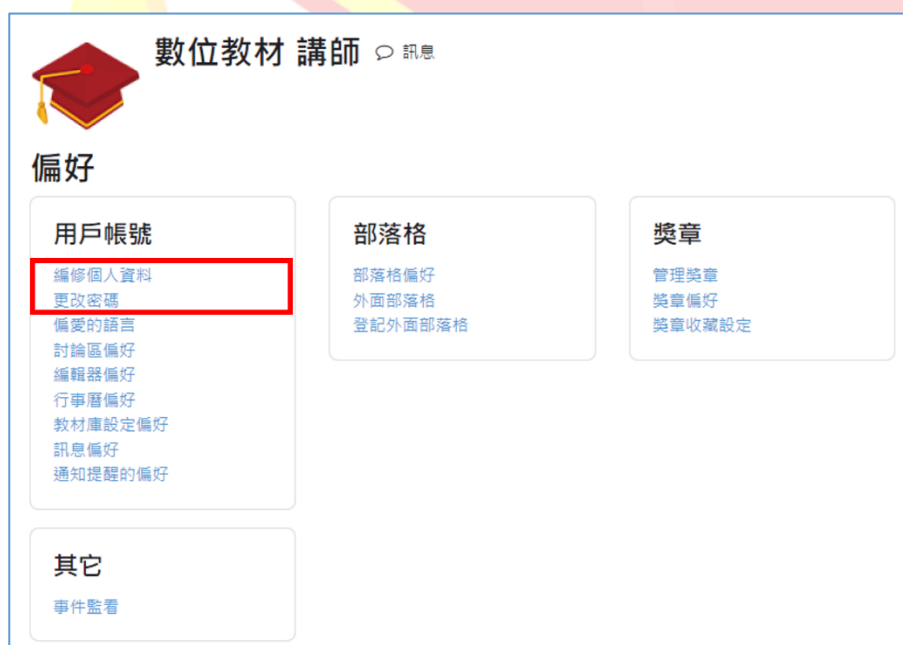 數位教材 講師 訊息
偏好
用戶帳號
編修個人資料
更改密碼
偏愛的語言
討論區偏好
編輯器偏好
行事曆偏好
教材庫設定偏好
訊息偏好
通知提醒的偏好
部落格
部落格偏好
外面部落格
登記外面部落格
獎章
管理獎章
獎章偏好
獎章收藏設定
其它
事件監看